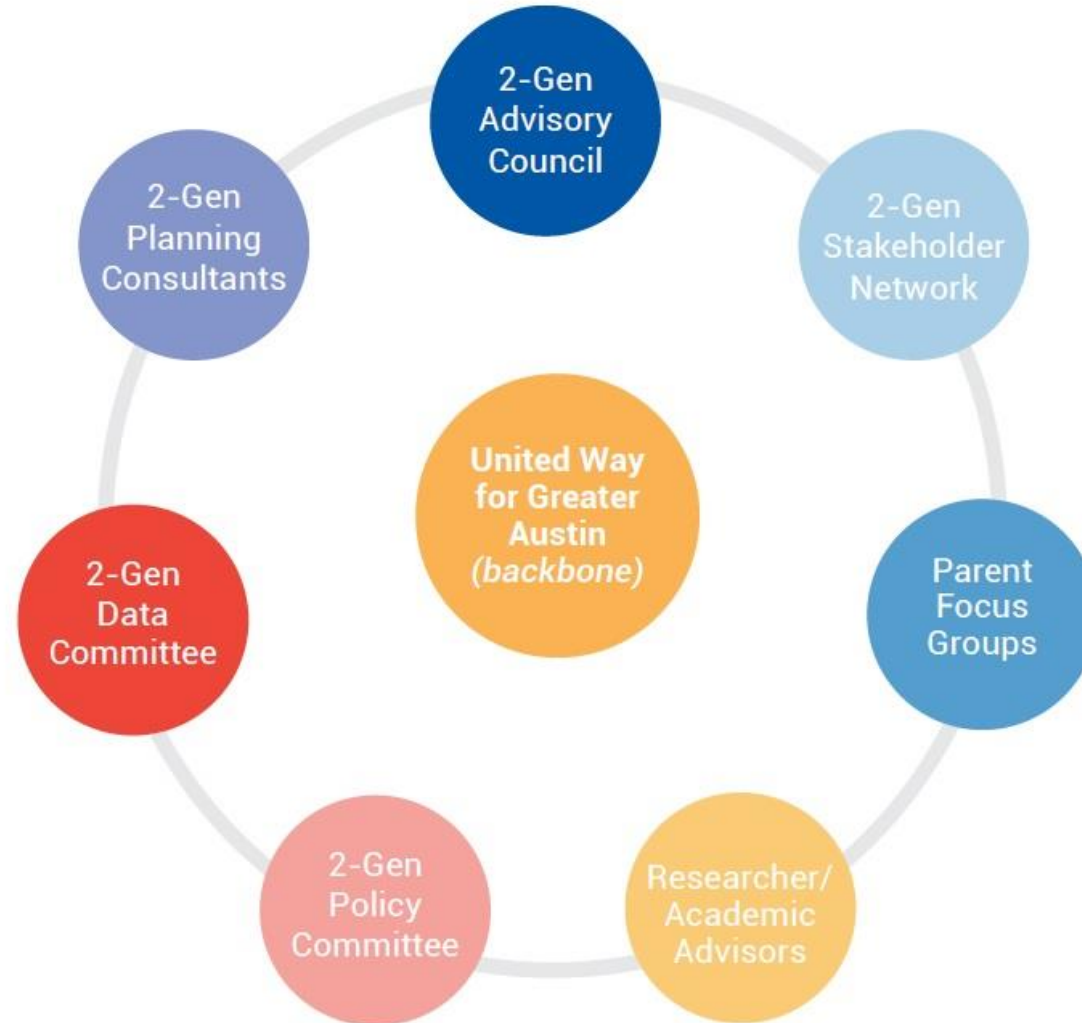 2-Gen
Advisory
Council
2-Gen
Stakeholder
Network
Parent
Focus
Groups
Researcher/
Academic
Advisors
2-Gen
Policy
Committee
2-Gen
Data
Committee
2-Gen
Planning
Consultants
United Way
for Greater
Austin
(backbone)